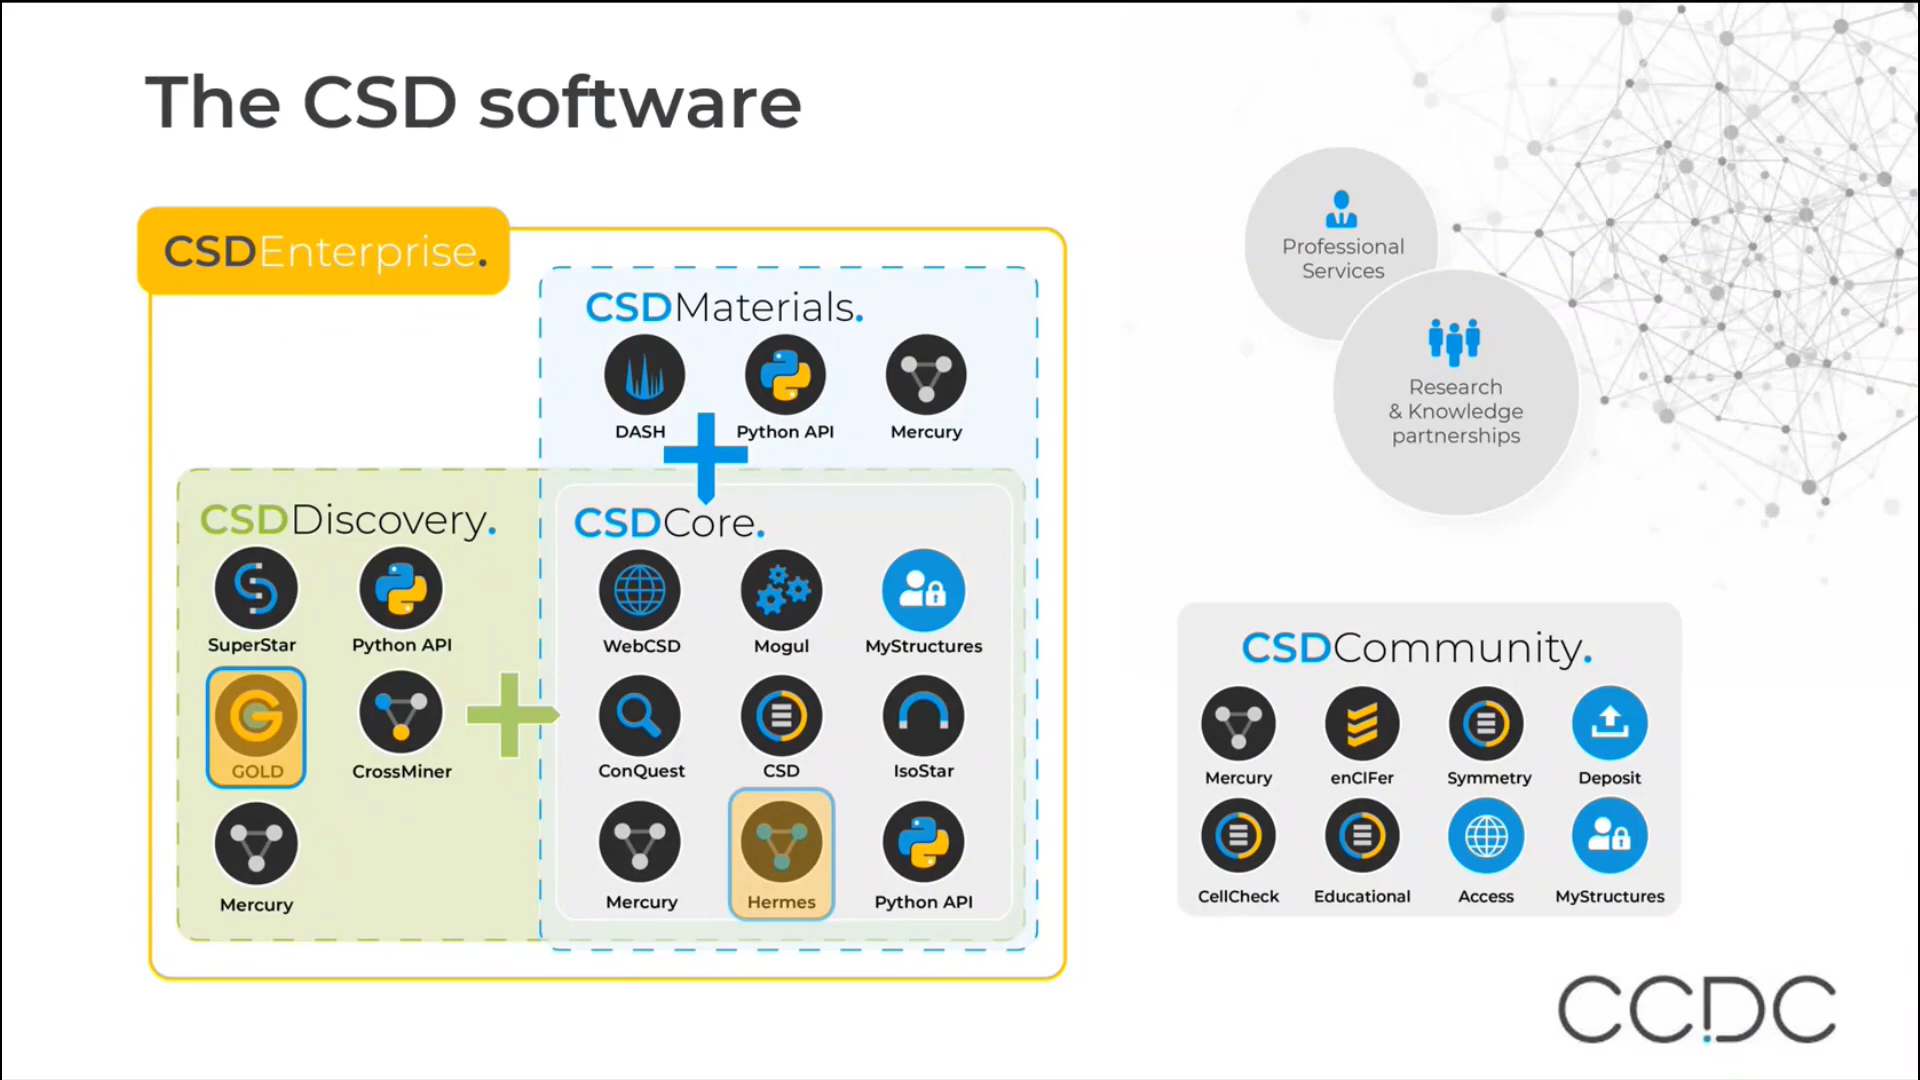 The CSD software
CSDEnterprise.
CSDMaterials.
DASH
Python API
Mercury
CSDDiscovery.
SuperStar
Python API
GOLD
CrossMiner
Mercury
CSDCore.
WebCSD
Mogul
MyStructures
ConQuest
CSD
IsoStar
Mercury
Hermes
Python API
Professional
Services
Research
& Knowledge
partnerships
CSDCommunity.
Mercury
enCIFer
Symmetry
Deposit
CellCheck
Educational
Access
MyStructures
CCDC